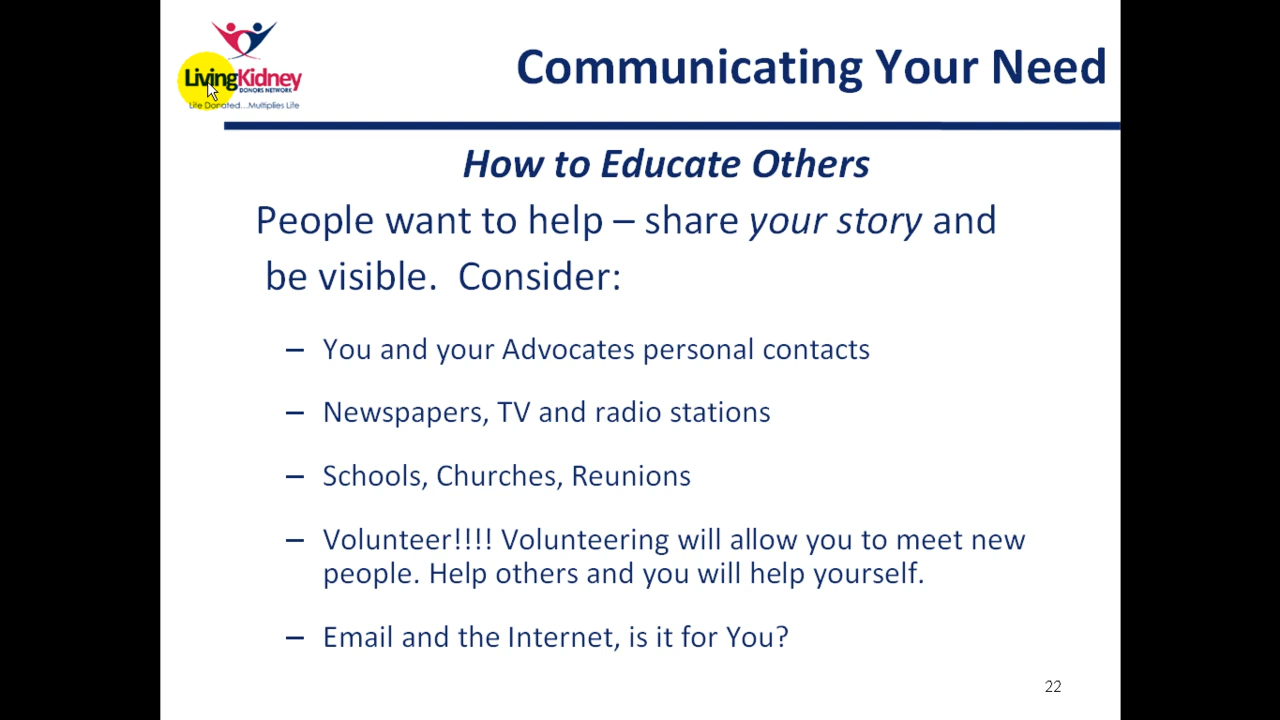 LivingKidney
DONORS NETWORK
Life Donated...Multiplies Life
Communicating Your Need
How to Educate Others
People want to help – share your story and
be visible. Consider:
– You and your Advocates personal contacts
– Newspapers, TV and radio stations
– Schools, Churches, Reunions
– Volunteer!!!! Volunteering will allow you to meet new
people. Help others and you will help yourself.
– Email and the Internet, is it for You?
22